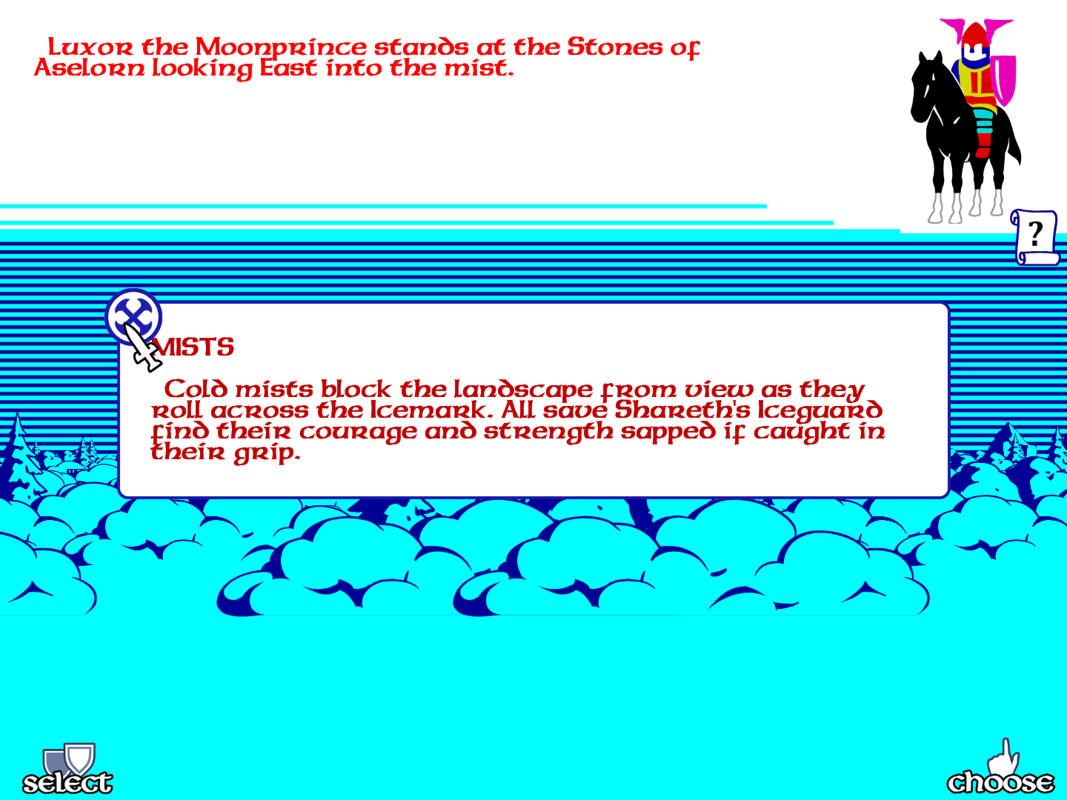 Luxor the Moonprince stands at the Stones of
Aselorn looking East into the mist.
?
MISTS
Cold mists block the landscape from view as they
roll across the Icemark. All save Shareth's Iceguard
find their courage and strength sapped if caught in
their grip.
select
choose